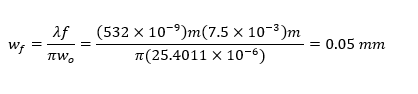 w_f = λf / πw_o = (532 × 10⁻⁹)m(7.5 × 10⁻³)m / π(25.4011 × 10⁻⁶) = 0.05 mm